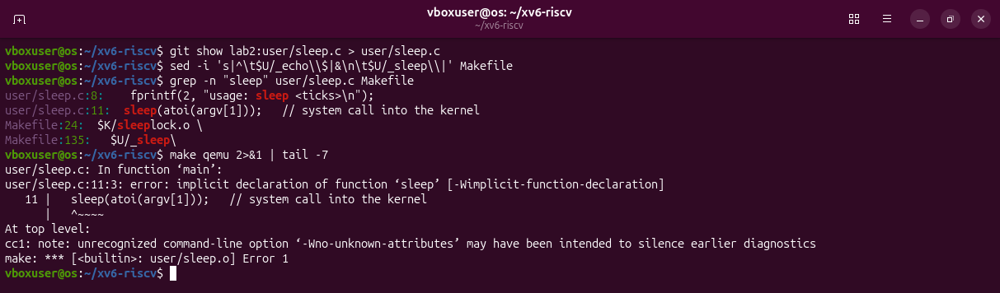 vboxuser@os: ~/xv6-riscv
~/xv6-riscv
vboxuser@os:~/xv6-riscv$ git show lab2:user/sleep.c > user/sleep.c
vboxuser@os:~/xv6-riscv$ sed -i 's|^\t$U/_echo\\$|&\n\t$U/_sleep\\|' Makefile
vboxuser@os:~/xv6-riscv$ grep -n "sleep" user/sleep.c Makefile
user/sleep.c:8:    fprintf(2, "usage: sleep <ticks>\n");
user/sleep.c:11:  sleep(atoi(argv[1]));   // system call into the kernel
Makefile:24:  $K/sleeplock.o \
Makefile:135:   $U/_sleep\
vboxuser@os:~/xv6-riscv$ make qemu 2>&1 | tail -7
user/sleep.c: In function ‘main’:
user/sleep.c:11:3: error: implicit declaration of function ‘sleep’ [-Wimplicit-function-declaration]
   11 |   sleep(atoi(argv[1]));   // system call into the kernel
      |   ^~~~~
At top level:
cc1: note: unrecognized command-line option ‘-Wno-unknown-attributes’ may have been intended to silence earlier diagnostics
make: *** [<builtin>: user/sleep.o] Error 1
vboxuser@os:~/xv6-riscv$